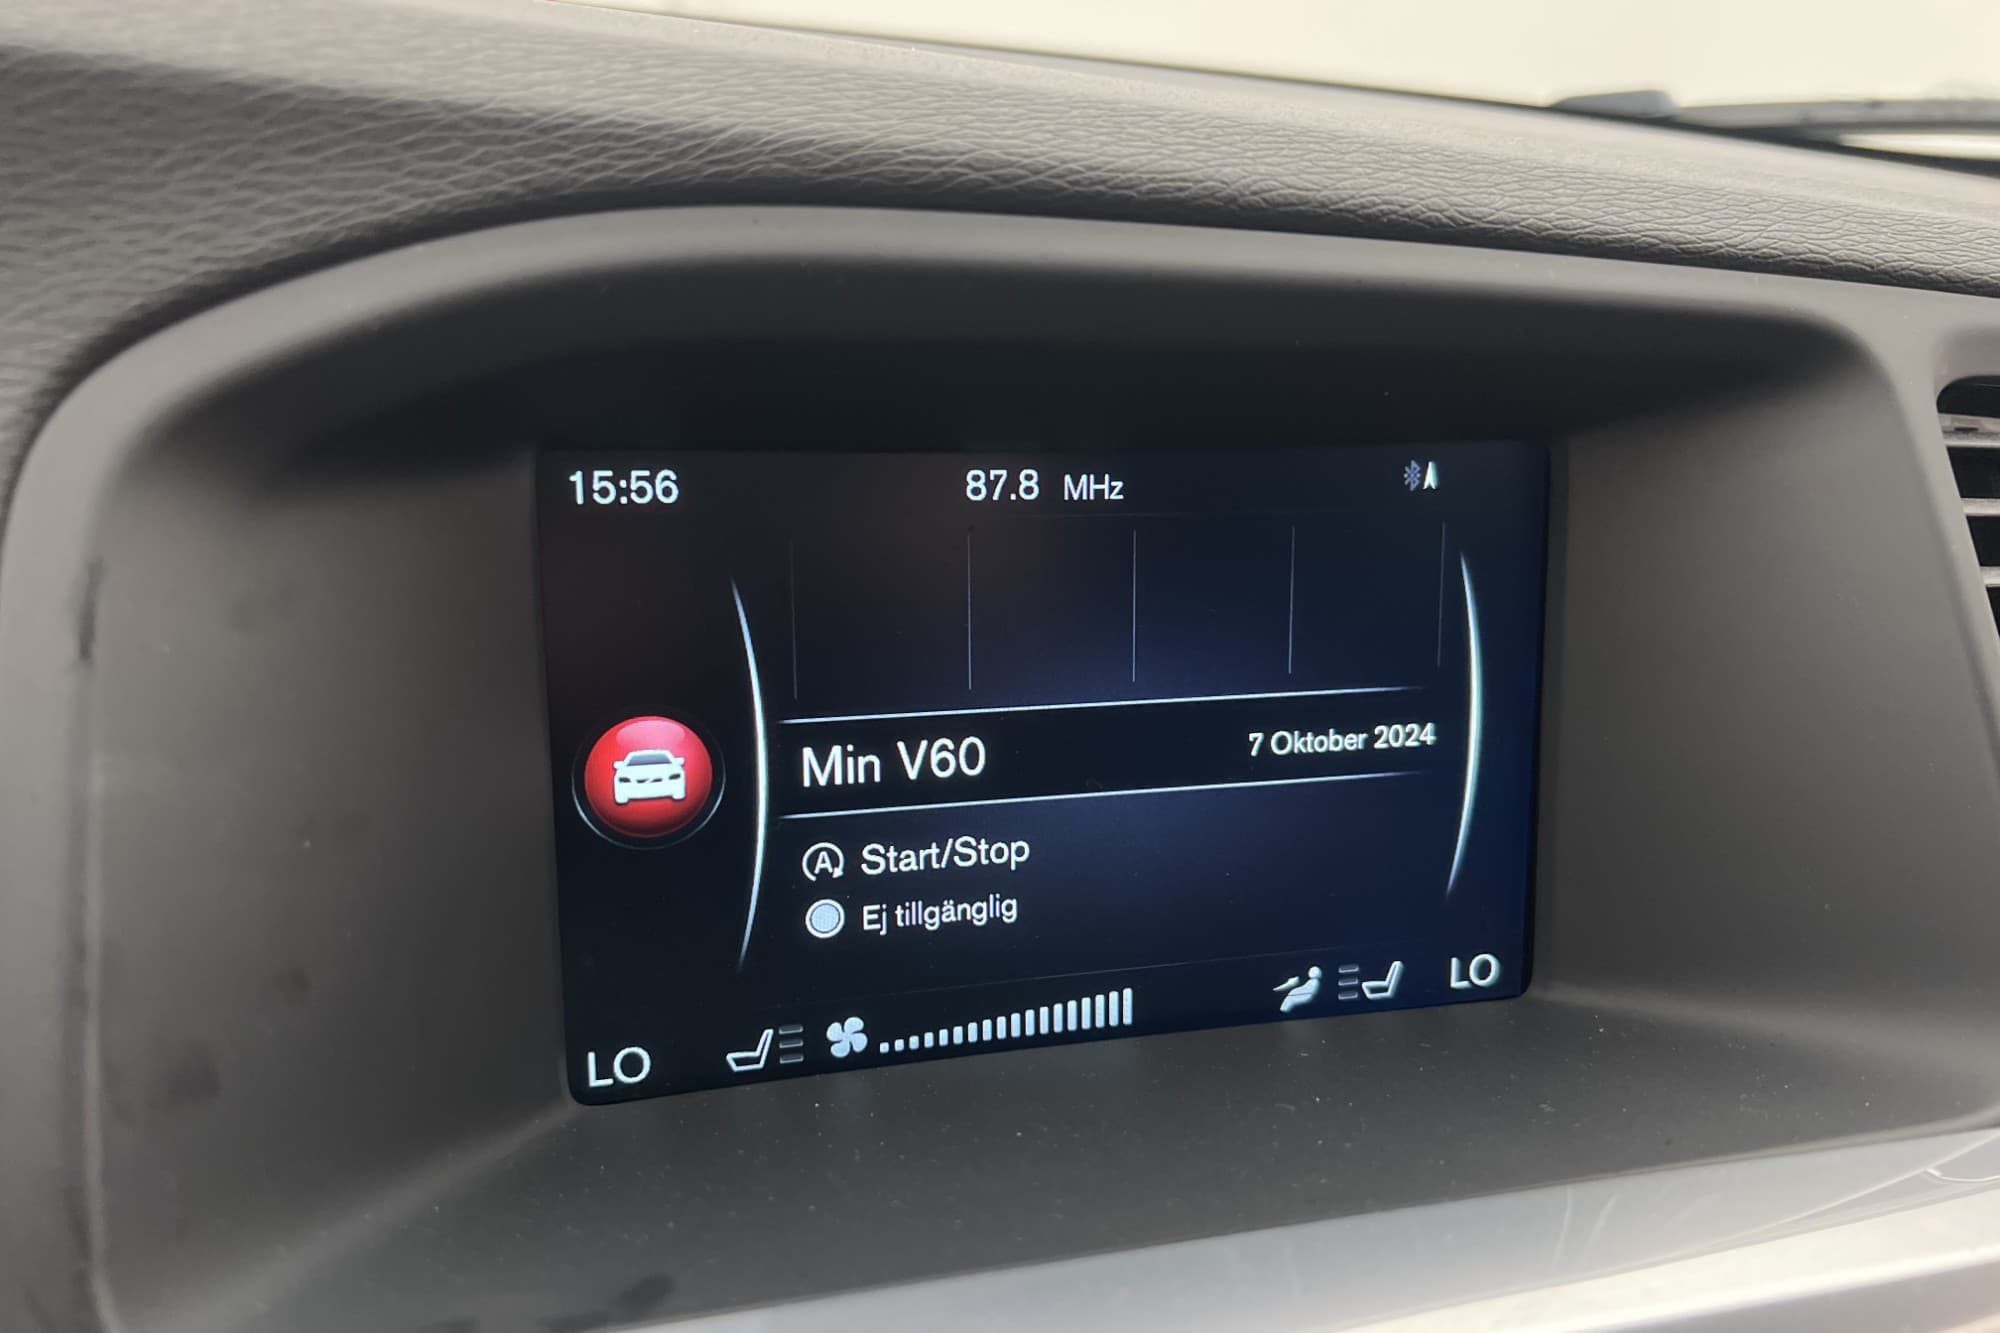 15:56 87.8 MHz
Min V60 7 Oktober 2024
A Start/Stop
Ej tillgänglig
LO LO